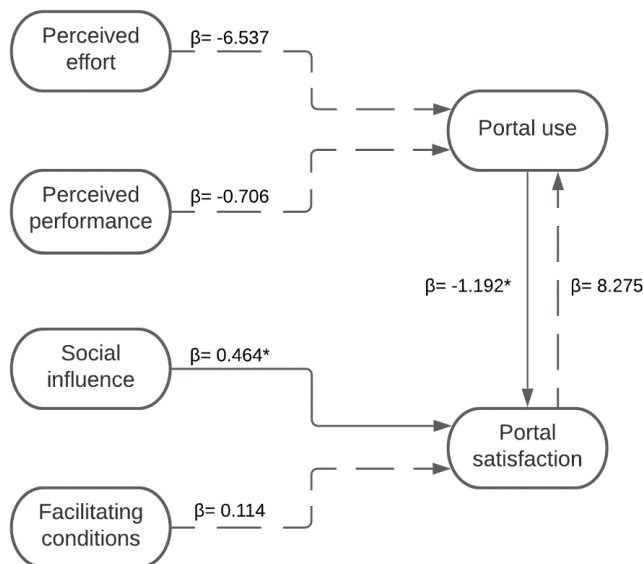 Perceived
effort
β= -6.537
Portal use
Perceived
performance
β= -0.706
β= -1.192*
β= 8.275
Social
influence
β= 0.464*
Portal
satisfaction
Facilitating
conditions
β= 0.114